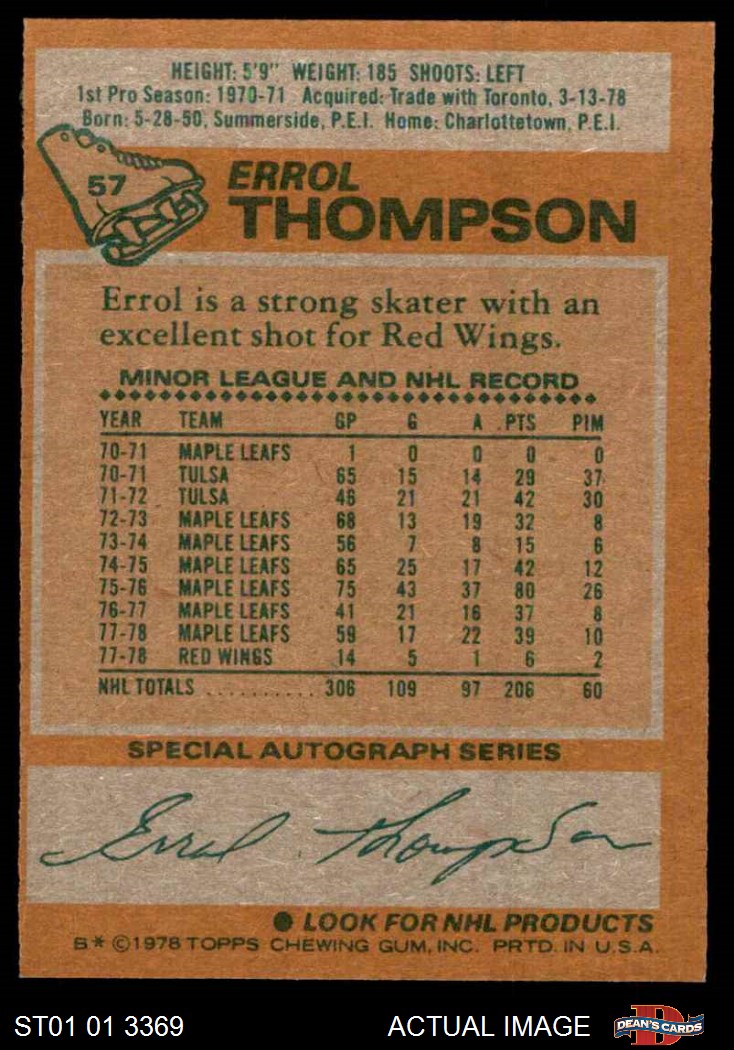 HEIGHT: 5'9" WEIGHT: 185 SHOOTS: LEFT
1st Pro Season: 1970-71 Acquired: Trade with Toronto, 3-13-78
Born: 5-28-50, Summerside, P.E.I. Home: Charlottetown, P.E.I.
57
ERROL
THOMPSON
Errol is a strong skater with an
excellent shot for Red Wings.
MINOR LEAGUE AND NHL RECORD
YEAR TEAM GP G A PTS PIM
70-71 MAPLE LEAFS 1 0 0 0 0
70-71 TULSA 65 15 14 29 37
71-72 TULSA 46 21 21 42 30
72-73 MAPLE LEAFS 68 13 19 32 8
73-74 MAPLE LEAFS 56 7 8 15 6
74-75 MAPLE LEAFS 65 25 17 42 12
75-76 MAPLE LEAFS 75 43 37 80 26
76-77 MAPLE LEAFS 41 21 16 37 8
77-78 MAPLE LEAFS 59 17 22 39 10
77-78 RED WINGS 14 5 1 6 2
NHL TOTALS .......... 306 109 97 206 60
SPECIAL AUTOGRAPH SERIES
Errol Thompson
● LOOK FOR NHL PRODUCTS
B* ©1978 TOPPS CHEWING GUM, INC. PRTD. IN U.S.A.
ST01 01 3369 ACTUAL IMAGE D DEAN'S CARDS